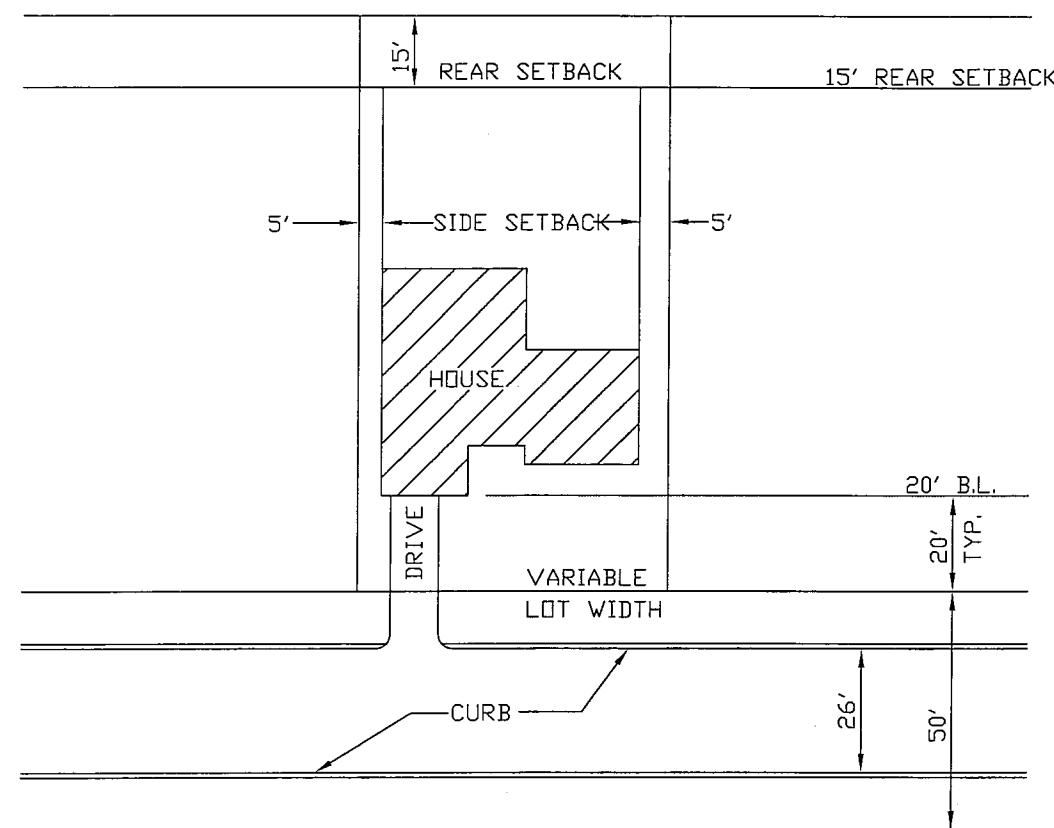 15'
REAR SETBACK
15' REAR SETBACK
5'
SIDE SETBACK
5'
HOUSE
20' B.L.
DRIVE
20'
TYP.
VARIABLE
LOT WIDTH
CURB
26'
50'